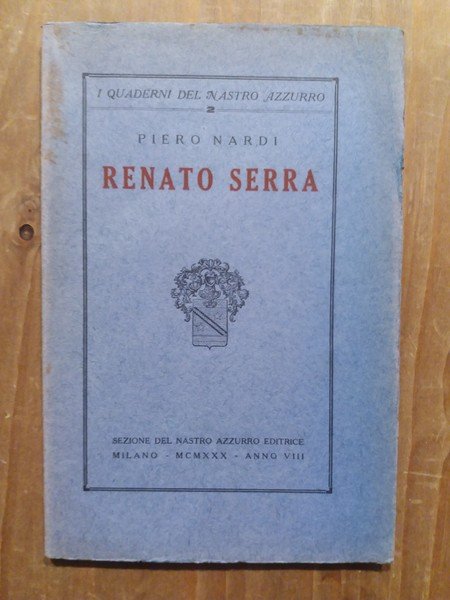 I QUADERNI DEL NASTRO AZZURRO
2
PIERO NARDI
RENATO SERRA
SEZIONE DEL NASTRO AZZURRO EDITRICE
MILANO - MCMXXX - ANNO VIII